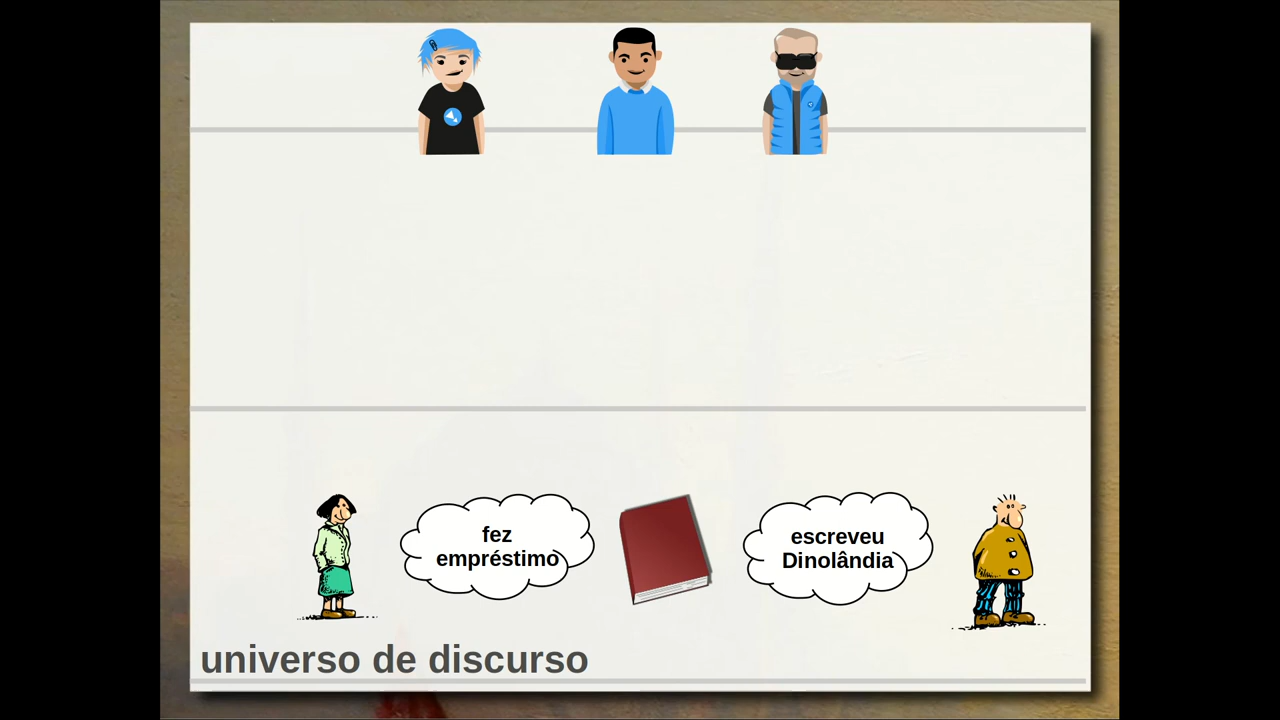 fez
empréstimo
escreveu
Dinolândia
universo de discurso